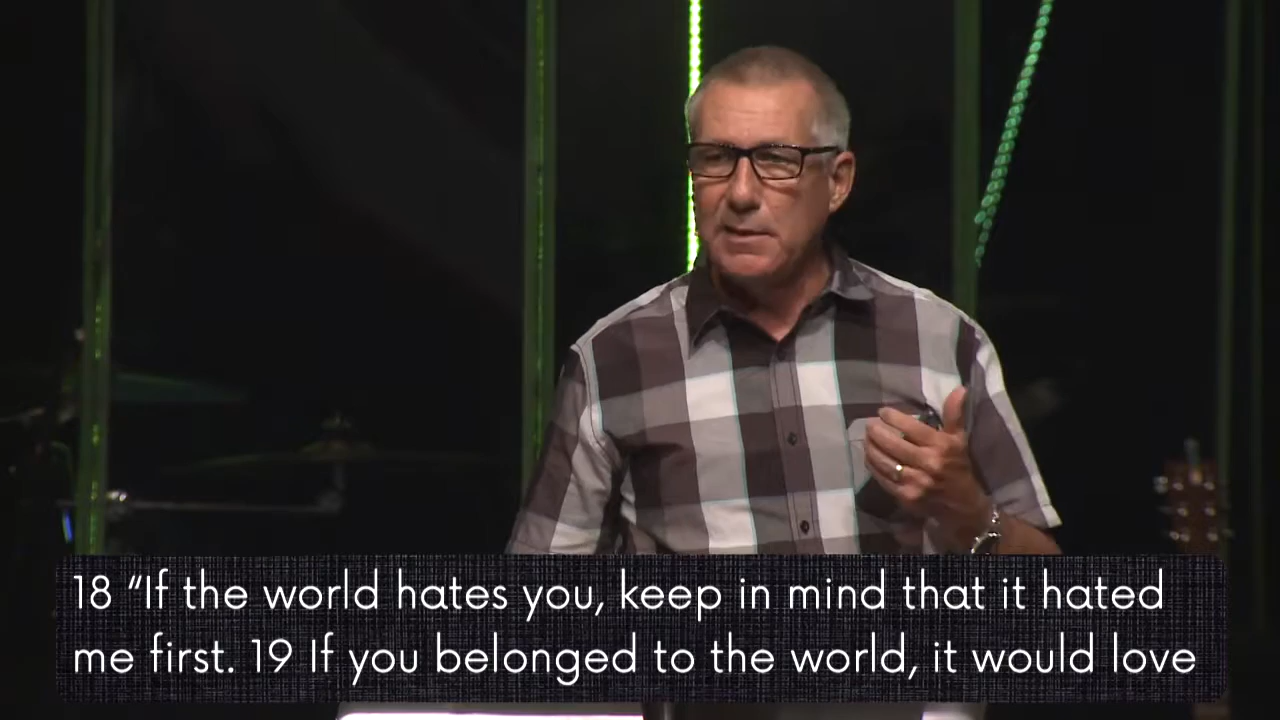 18 “If the world hates you, keep in mind that it hated
me first. 19 If you belonged to the world, it would love